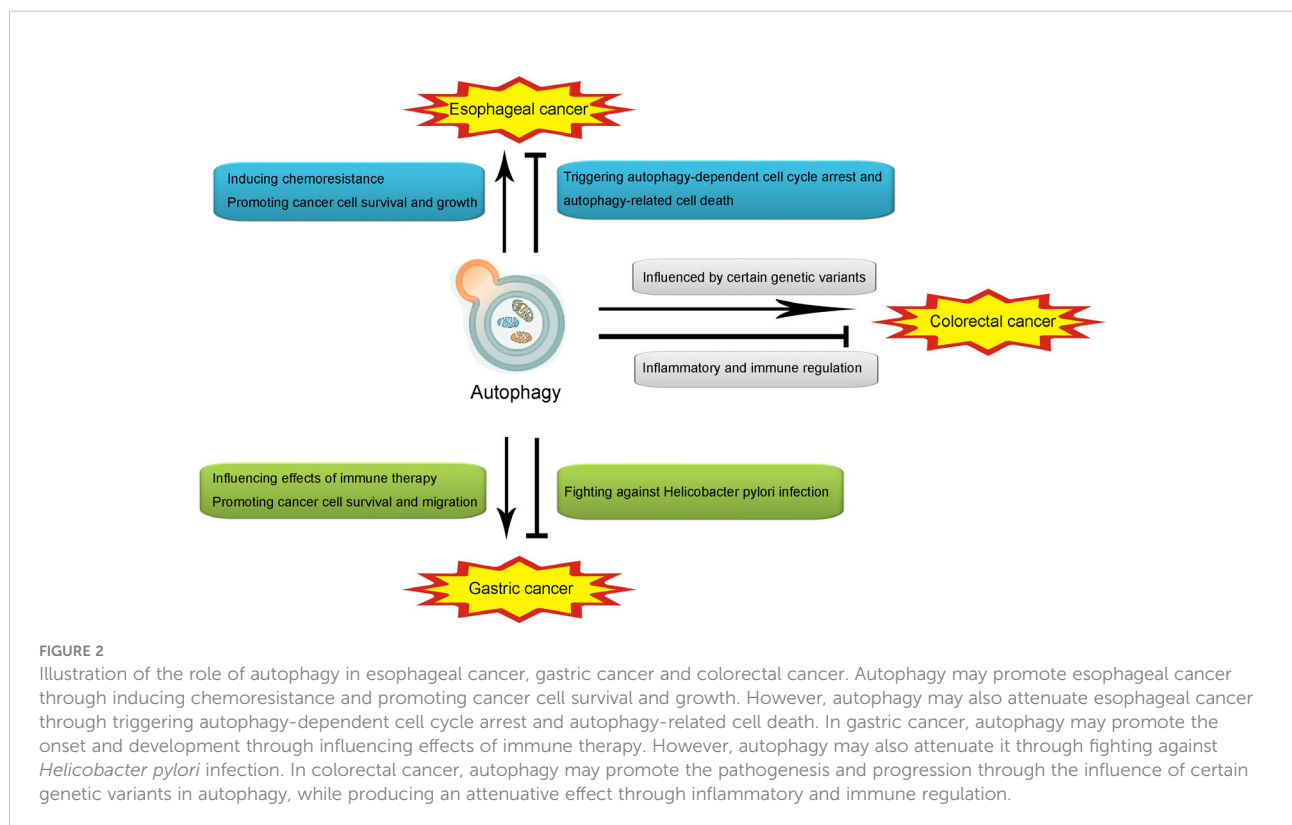 Esophageal cancer
Inducing chemoresistance
Promoting cancer cell survival and growth
Triggering autophagy-dependent cell cycle arrest and
autophagy-related cell death
Influenced by certain genetic variants
Colorectal cancer
Inflammatory and immune regulation
Autophagy
Influencing effects of immune therapy
Promoting cancer cell survival and migration
Fighting against Helicobacter pylori infection
Gastric cancer
FIGURE 2
Illustration of the role of autophagy in esophageal cancer, gastric cancer and colorectal cancer. Autophagy may promote esophageal cancer
through inducing chemoresistance and promoting cancer cell survival and growth. However, autophagy may also attenuate esophageal cancer
through triggering autophagy-dependent cell cycle arrest and autophagy-related cell death. In gastric cancer, autophagy may promote the
onset and development through influencing effects of immune therapy. However, autophagy may also attenuate it through fighting against
Helicobacter pylori infection. In colorectal cancer, autophagy may promote the pathogenesis and progression through the influence of certain
genetic variants in autophagy, while producing an attenuative effect through inflammatory and immune regulation.